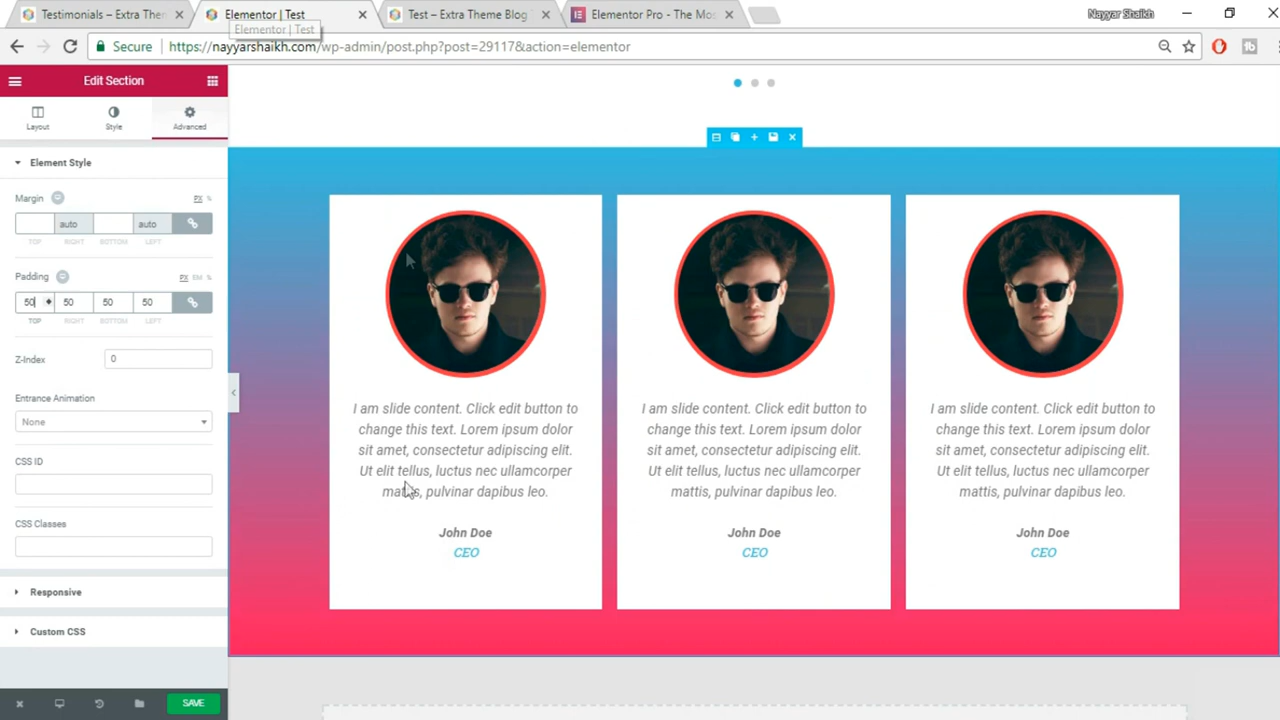 Testimonials – Extra Them
Elementor | Test
Test – Extra Theme Blog
Elementor Pro - The Mos
Nayyar Shaikh
Elementor | Test
Secure
https://nayyarshaikh.com/wp-admin/post.php?post=29117&action=elementor
Edit Section
Layout
Style
Advanced
Element Style
Margin
PX %
auto
auto
TOP RIGHT BOTTOM LEFT
Padding
PX EM %
50 50 50 50
TOP RIGHT BOTTOM LEFT
Z-Index
0
Entrance Animation
None
CSS ID
CSS Classes
Responsive
Custom CSS
SAVE
I am slide content. Click edit button to
change this text. Lorem ipsum dolor
sit amet, consectetur adipiscing elit.
Ut elit tellus, luctus nec ullamcorper
mattis, pulvinar dapibus leo.
John Doe
CEO
I am slide content. Click edit button to
change this text. Lorem ipsum dolor
sit amet, consectetur adipiscing elit.
Ut elit tellus, luctus nec ullamcorper
mattis, pulvinar dapibus leo.
John Doe
CEO
I am slide content. Click edit button to
change this text. Lorem ipsum dolor
sit amet, consectetur adipiscing elit.
Ut elit tellus, luctus nec ullamcorper
mattis, pulvinar dapibus leo.
John Doe
CEO